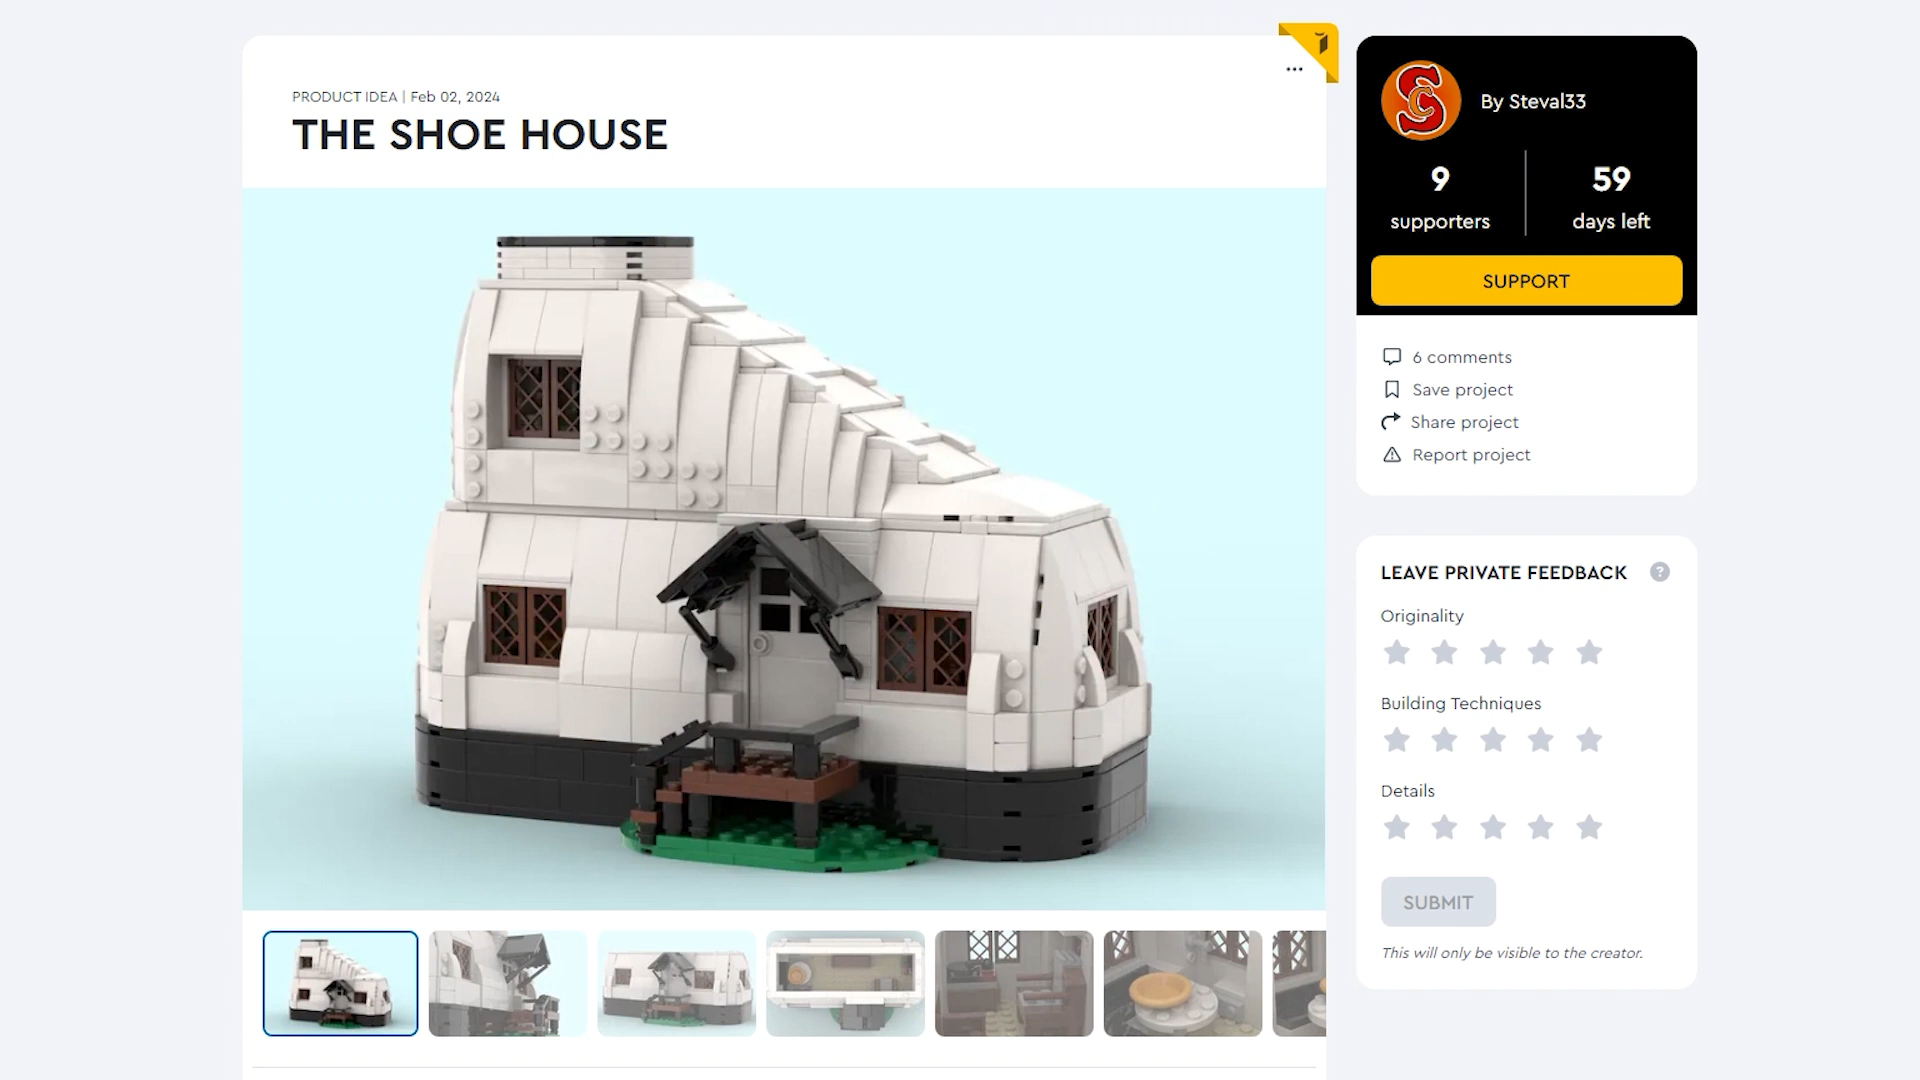 PRODUCT IDEA | Feb 02, 2024
THE SHOE HOUSE
By Steval33
9
supporters
59
days left
SUPPORT
6 comments
Save project
Share project
Report project
LEAVE PRIVATE FEEDBACK
?
Originality
Building Techniques
Details
SUBMIT
This will only be visible to the creator.